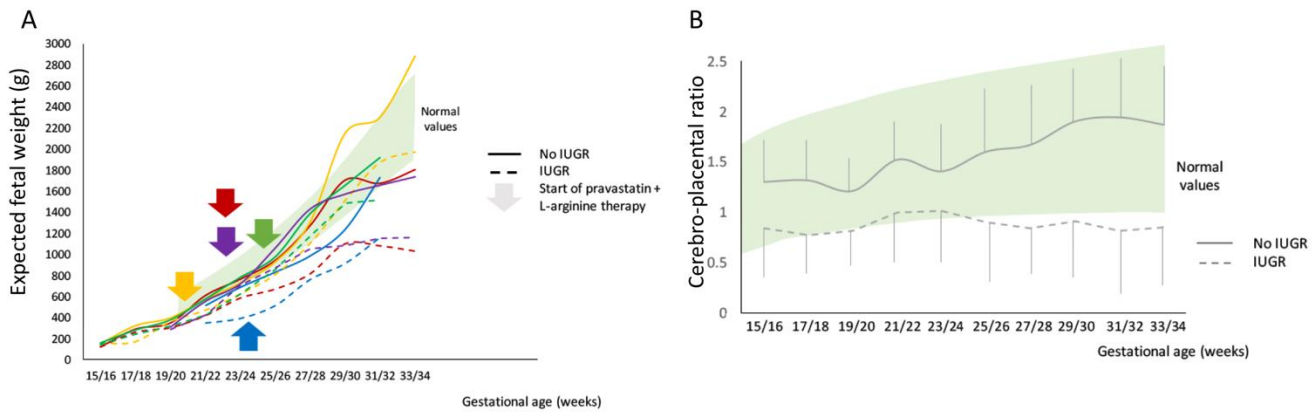 A
Expected fetal weight (g)
3000
2800
2600
2400
2200
2000
1800
1600
1400
1200
1000
800
600
400
200
0
15/16 17/18 19/20 21/22 23/24 25/26 27/28 29/30 31/32 33/34
Gestational age (weeks)
Normal
values
No IUGR
IUGR
Start of pravastatin +
L-arginine therapy
B
Cerebro-placental ratio
2.5
2
1.5
1
0.5
0
15/16 17/18 19/20 21/22 23/24 25/26 27/28 29/30 31/32 33/34
Gestational age (weeks)
Normal
values
No IUGR
IUGR